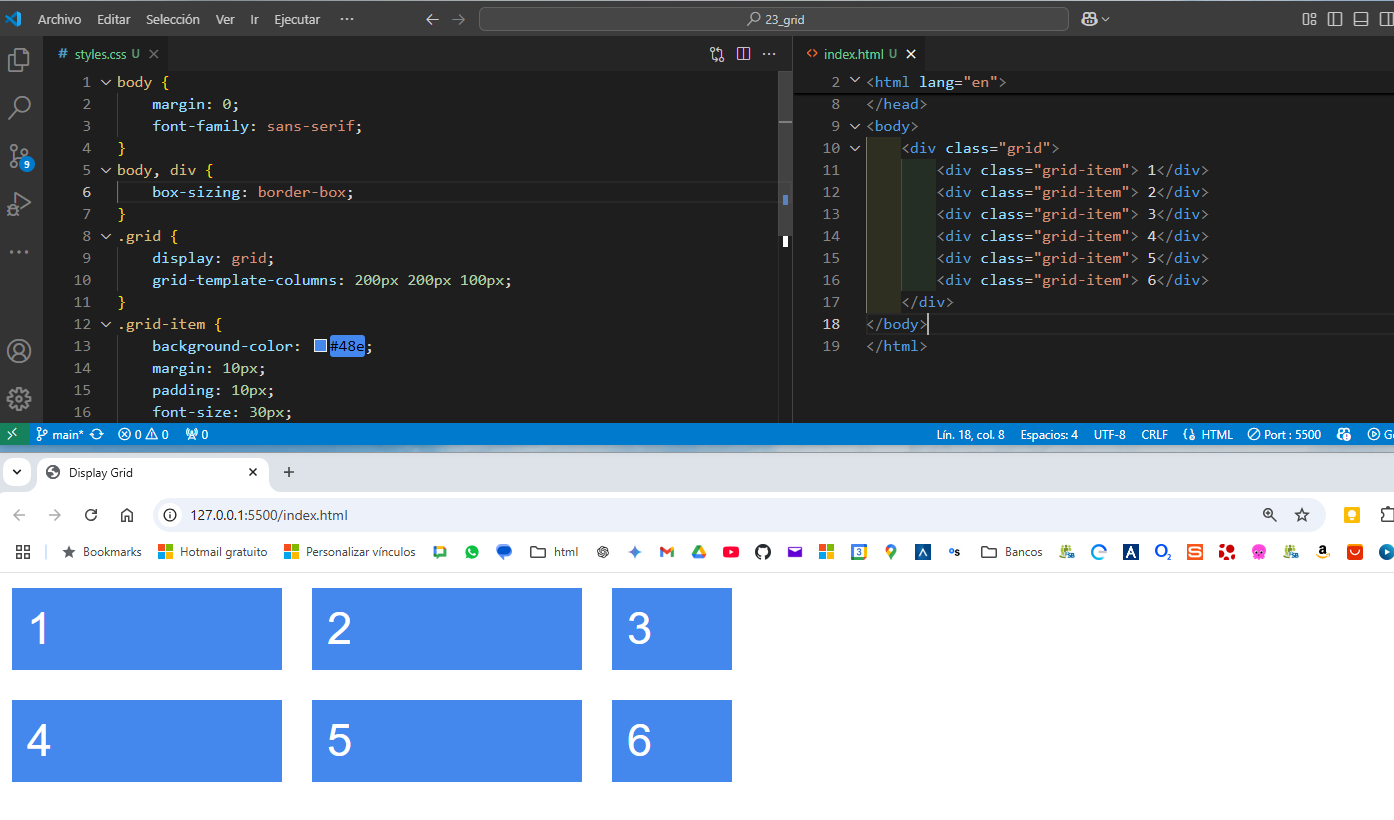 Archivo Editar Selección Ver Ir Ejecutar ··· 23_grid
# styles.css U
1 body {
2 margin: 0;
3 font-family: sans-serif;
4 }
5 body, div {
6 box-sizing: border-box;
7 }
8 .grid {
9 display: grid;
10 grid-template-columns: 200px 200px 100px;
11 }
12 .grid-item {
13 background-color: #48e;
14 margin: 10px;
15 padding: 10px;
16 font-size: 30px;
<> index.html U
2 <html lang="en">
8 </head>
9 <body>
10 <div class="grid">
11 <div class="grid-item"> 1</div>
12 <div class="grid-item"> 2</div>
13 <div class="grid-item"> 3</div>
14 <div class="grid-item"> 4</div>
15 <div class="grid-item"> 5</div>
16 <div class="grid-item"> 6</div>
17 </div>
18 </body>
19 </html>
9
main* 0 0 0 Lín. 18, col. 8 Espacios: 4 UTF-8 CRLF HTML Port : 5500
Display Grid
127.0.0.1:5500/index.html
Bookmarks Hotmail gratuito Personalizar vínculos html Bancos
1 2 3
4 5 6